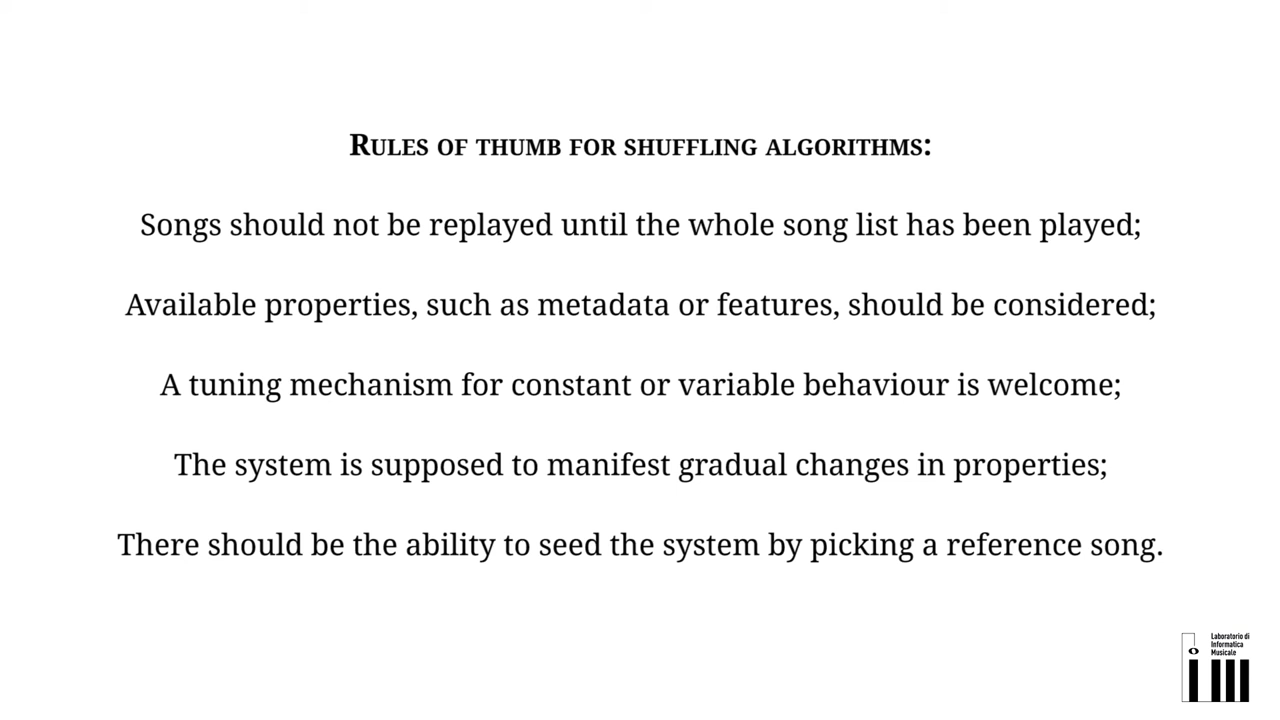 Rules of thumb for shuffling algorithms:
Songs should not be replayed until the whole song list has been played;
Available properties, such as metadata or features, should be considered;
A tuning mechanism for constant or variable behaviour is welcome;
The system is supposed to manifest gradual changes in properties;
There should be the ability to seed the system by picking a reference song.
Laboratorio di
Informatica
Musicale